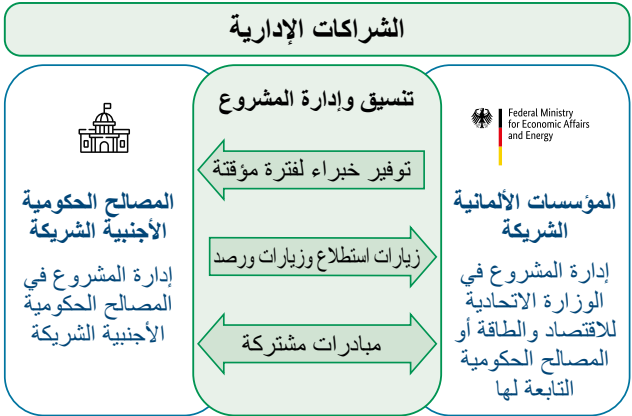 الشراكات الإدارية
Federal Ministry
for Economic Affairs
and Energy
المؤسسات الألمانية
الشريكة
إدارة المشروع في
الوزارة الاتحادية
للاقتصاد والطاقة أو
المصالح الحكومية
التابعة لها
تنسيق وإدارة المشروع
توفير خبراء لفترة مؤقتة
زيارات استطلاع وزيارات ورصد
مبادرات مشتركة
المصالح الحكومية
الأجنبية الشريكة
إدارة المشروع في
المصالح الحكومية
الأجنبية الشريكة